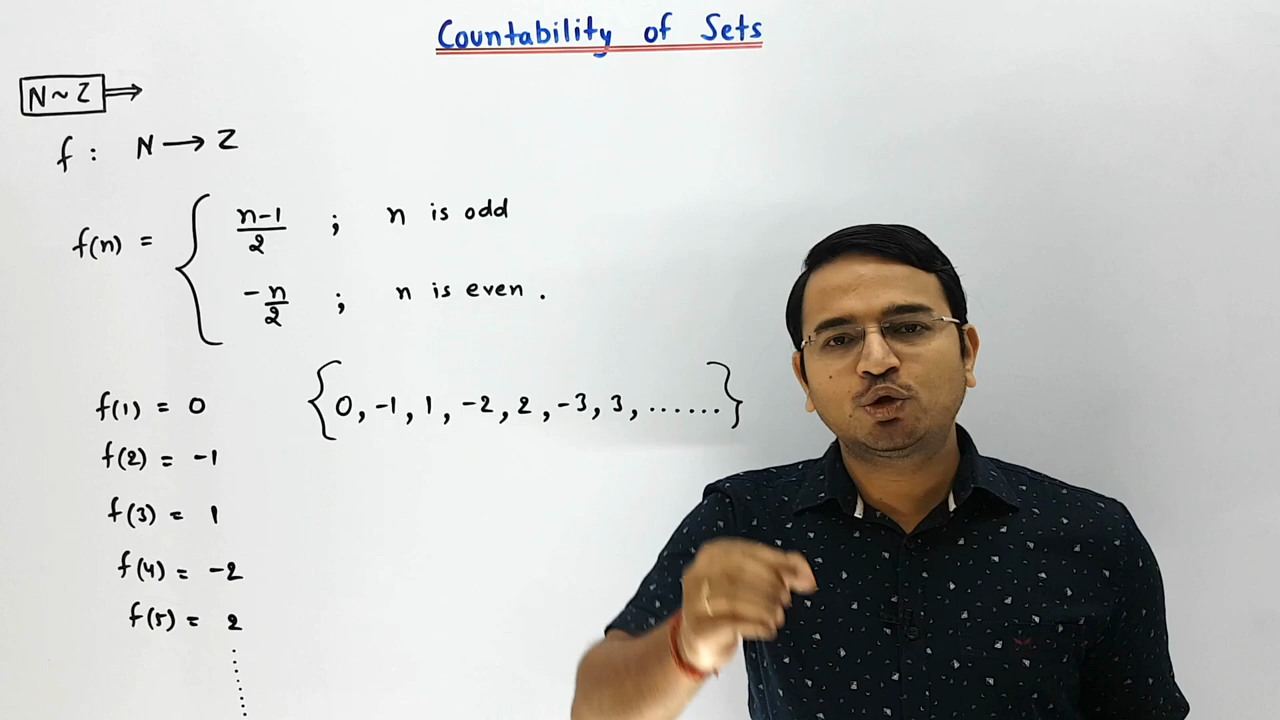 Countability of Sets
N ~ Z ⇒
f : N → Z
f(n) = { (n-1)/2 ; n is odd
-n/2 ; n is even .
f(1) = 0
{0, -1, 1, -2, 2, -3, 3, ......}
f(2) = -1
f(3) = 1
f(4) = -2
f(5) = 2